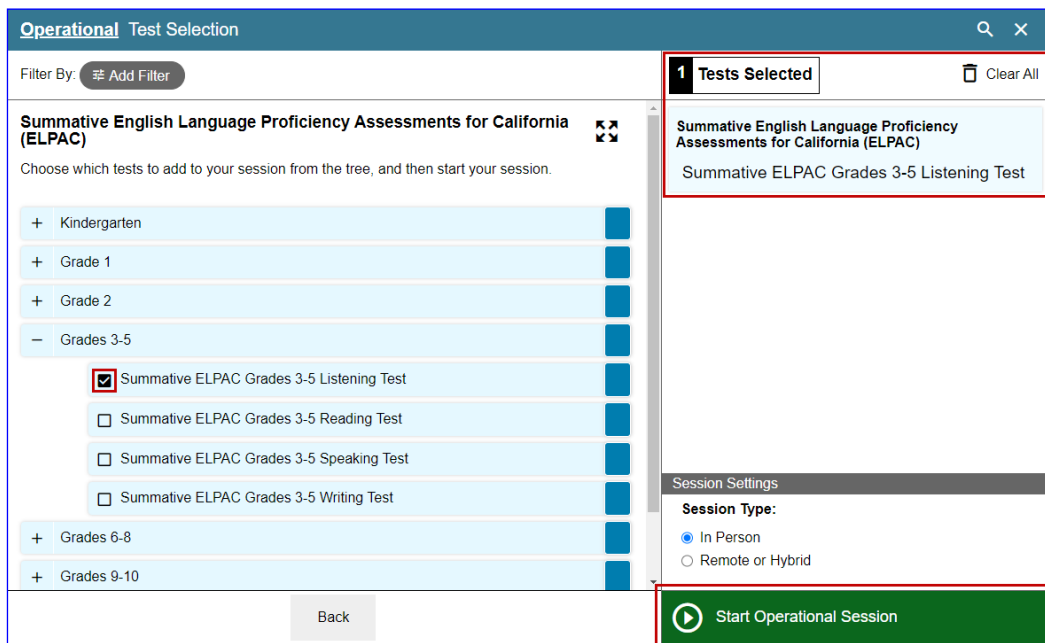 Operational Test Selection
Filter By: Add Filter
Summative English Language Proficiency Assessments for California
(ELPAC)
Choose which tests to add to your session from the tree, and then start your session.
+ Kindergarten
+ Grade 1
+ Grade 2
− Grades 3-5
Summative ELPAC Grades 3-5 Listening Test
Summative ELPAC Grades 3-5 Reading Test
Summative ELPAC Grades 3-5 Speaking Test
Summative ELPAC Grades 3-5 Writing Test
+ Grades 6-8
+ Grades 9-10
Back
1 Tests Selected
Clear All
Summative English Language Proficiency
Assessments for California (ELPAC)
Summative ELPAC Grades 3-5 Listening Test
Session Settings
Session Type:
In Person
Remote or Hybrid
Start Operational Session